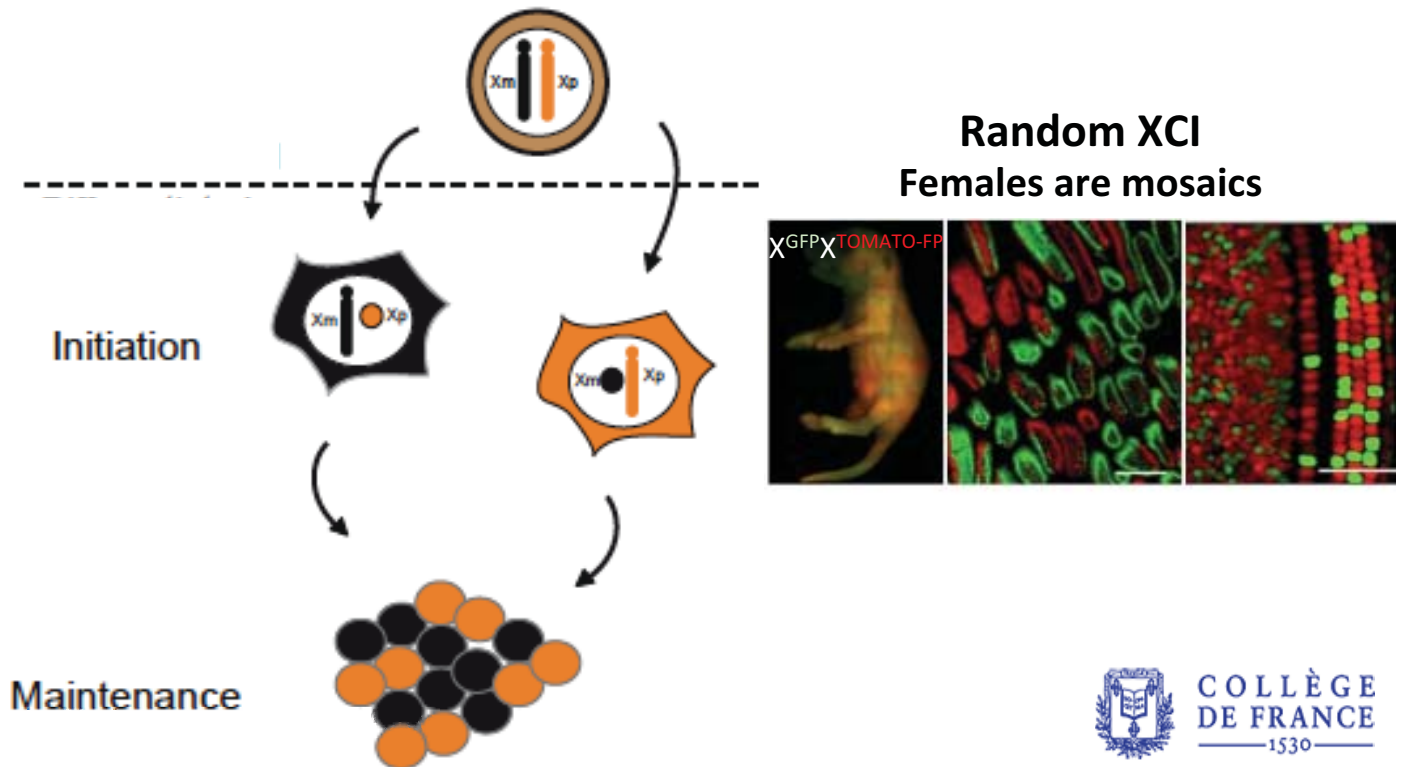 Xm Xp
Random XCI
Females are mosaics
X^GFP X^TOMATO-FP
Initiation
Xm Xp
Xm Xp
Maintenance
COLLÈGE
DE FRANCE
1530